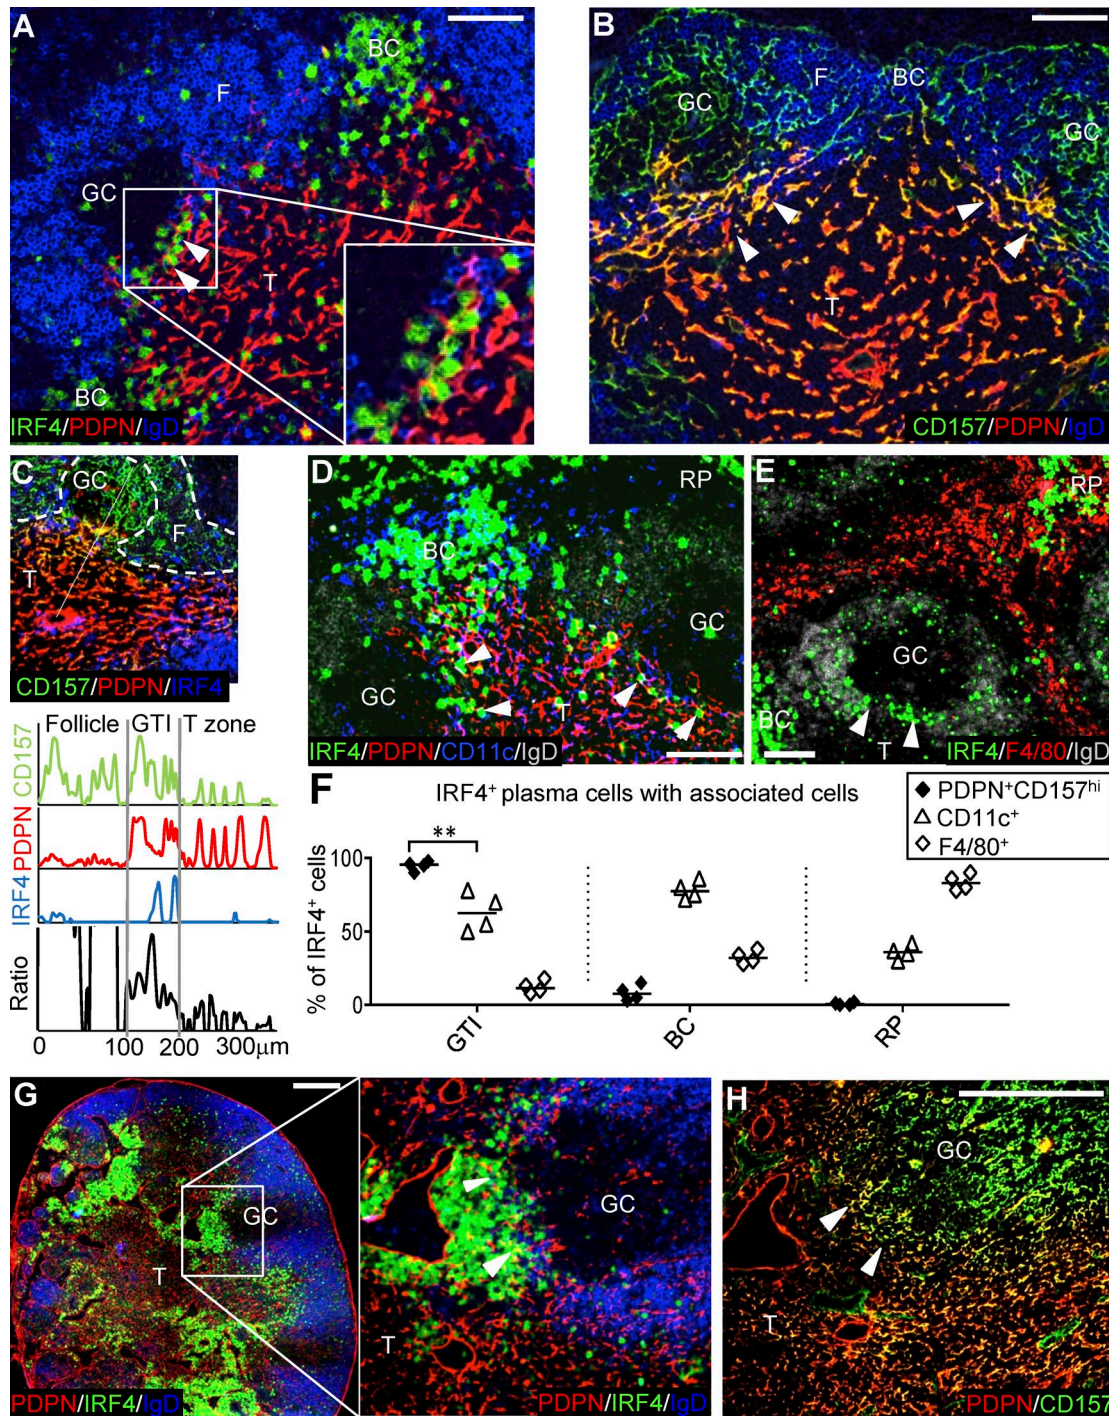 A
BC
F
GC
T
BC
IRF4/PDPN/IgD
B
F
BC
GC
GC
T
CD157/PDPN/IgD
C
GC
F
T
CD157/PDPN/IRF4
Follicle GTI T zone
CD157
PDPN
IRF4
Ratio
0 100 200 300µm
D
RP
BC
GC
GC
T
IRF4/PDPN/CD11c/IgD
E
RP
GC
BC
T
IRF4/F4/80/IgD
F
IRF4+ plasma cells with associated cells
PDPN+CD157hi
CD11c+
F4/80+
**
% of IRF4+ cells
100
50
0
GTI BC RP
G
GC
T
PDPN/IRF4/IgD
GC
T
PDPN/IRF4/IgD
H
GC
T
PDPN/CD157